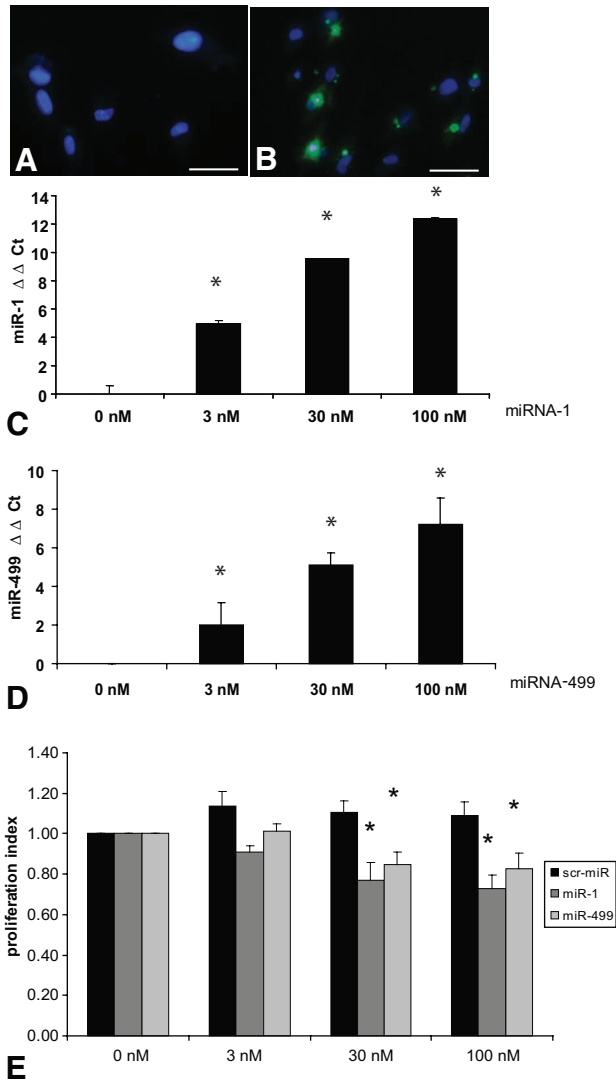 A
B
14
12
10
8
6
4
2
0
miR-1 Δ Δ Ct
*
*
*
0 nM
3 nM
30 nM
100 nM
miRNA-1
C
10
8
6
4
2
0
miR-499 Δ Δ Ct
*
*
*
0 nM
3 nM
30 nM
100 nM
miRNA-499
D
1.40
1.20
1.00
0.80
0.60
0.40
0.20
0.00
proliferation index
*
*
*
*
scr-miR
miR-1
miR-499
0 nM
3 nM
30 nM
100 nM
E